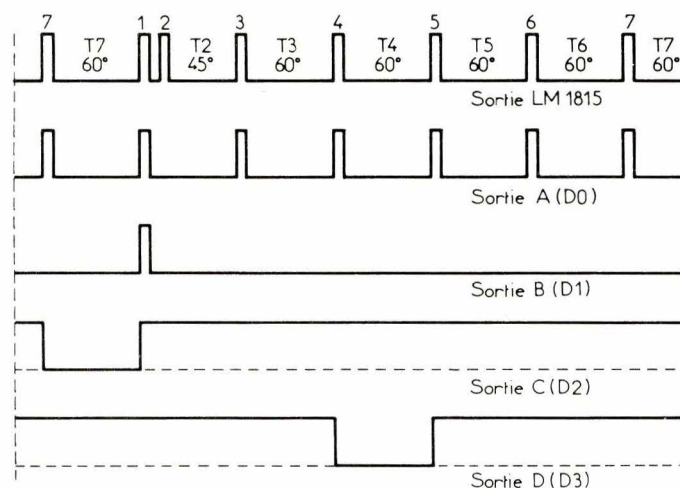 7 1 2 3 4 5 6 7
T7 T2 T3 T4 T5 T6 T7
60° 45° 60° 60° 60° 60° 60°
Sortie LM 1815
Sortie A (D0)
Sortie B (D1)
Sortie C (D2)
Sortie D (D3)